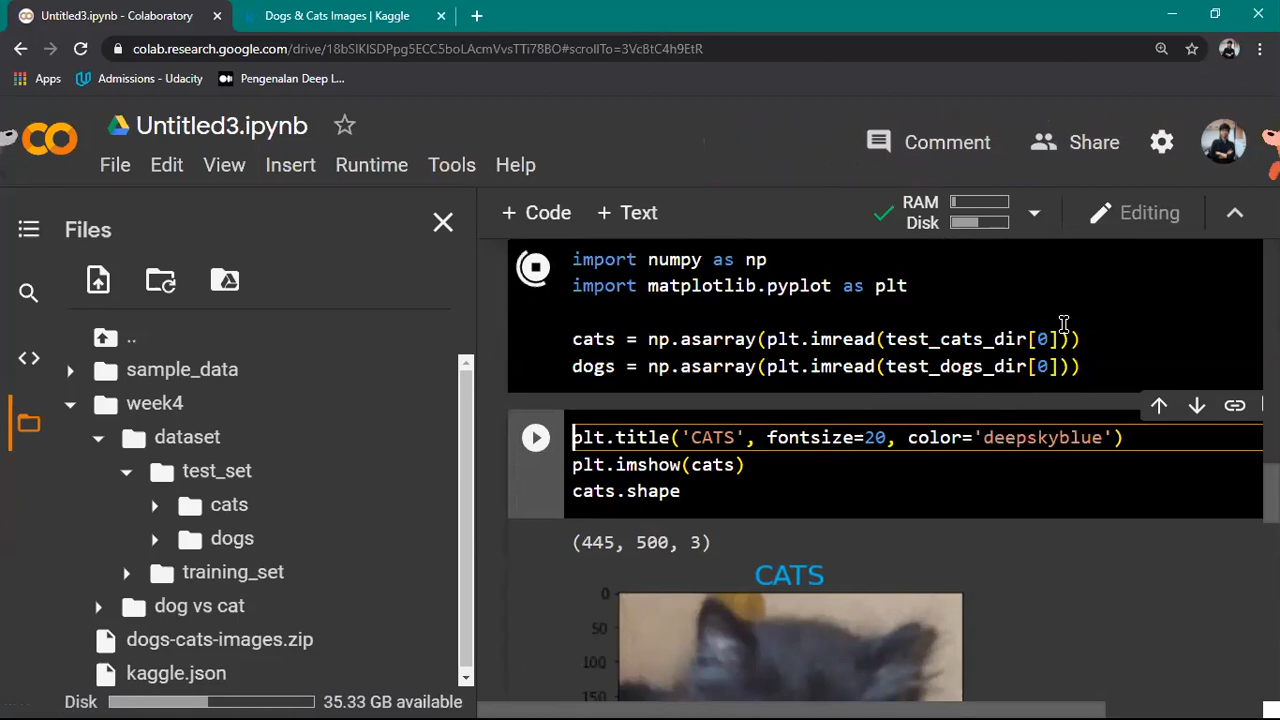 Untitled3.ipynb - Colaboratory
Dogs & Cats Images | Kaggle
colab.research.google.com/drive/18bSlKISDPpg5ECC5boLAcmVvsTTi78BO#scrollTo=3Vc8tC4h9EtR
Apps
Admissions - Udacity
Pengenalan Deep L...
Untitled3.ipynb
Comment
Share
File Edit View Insert Runtime Tools Help
Files
+ Code + Text
RAM
Disk
Editing
..
sample_data
week4
dataset
test_set
cats
dogs
training_set
dog vs cat
dogs-cats-images.zip
kaggle.json
Disk
35.33 GB available
import numpy as np
import matplotlib.pyplot as plt
cats = np.asarray(plt.imread(test_cats_dir[0]))
dogs = np.asarray(plt.imread(test_dogs_dir[0]))
plt.title('CATS', fontsize=20, color='deepskyblue')
plt.imshow(cats)
cats.shape
(445, 500, 3)
CATS
0
50
100
150